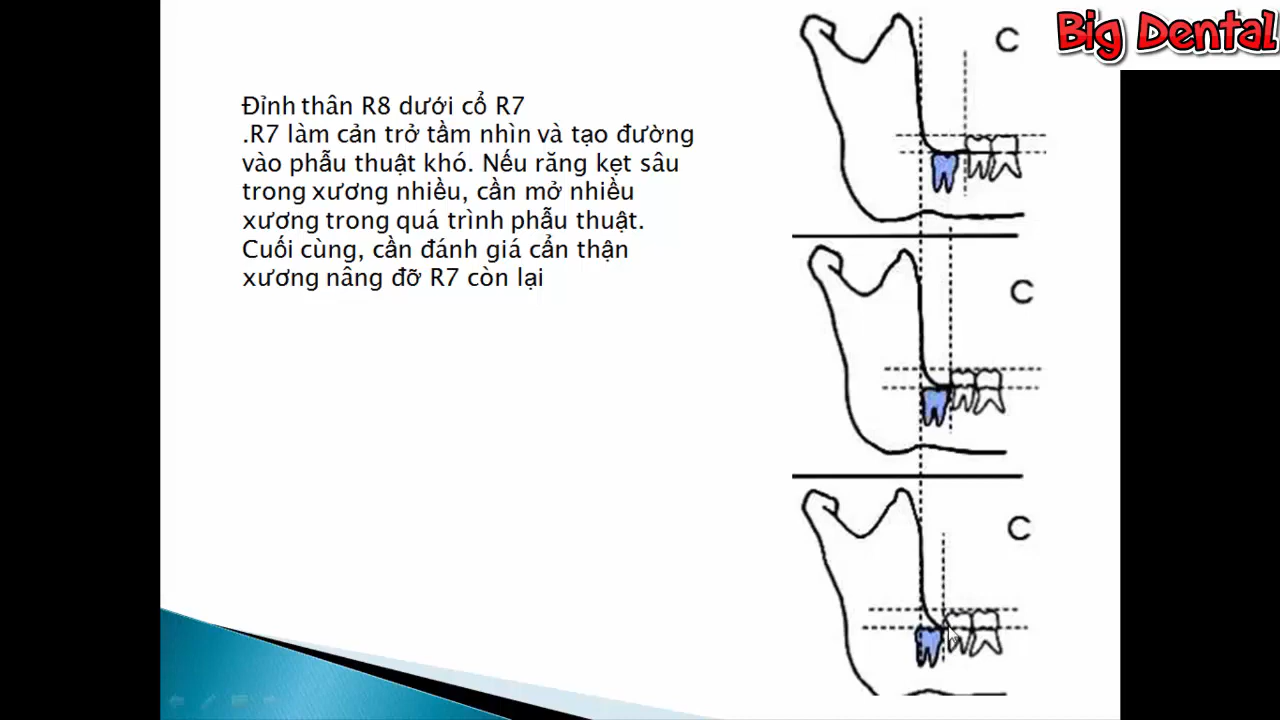 Big Dental
Đỉnh thân R8 dưới cổ R7
.R7 làm cản trở tầm nhìn và tạo đường
vào phẫu thuật khó. Nếu răng kẹt sâu
trong xương nhiều, cần mở nhiều
xương trong quá trình phẫu thuật.
Cuối cùng, cần đánh giá cẩn thận
xương nâng đỡ R7 còn lại
C
C
C